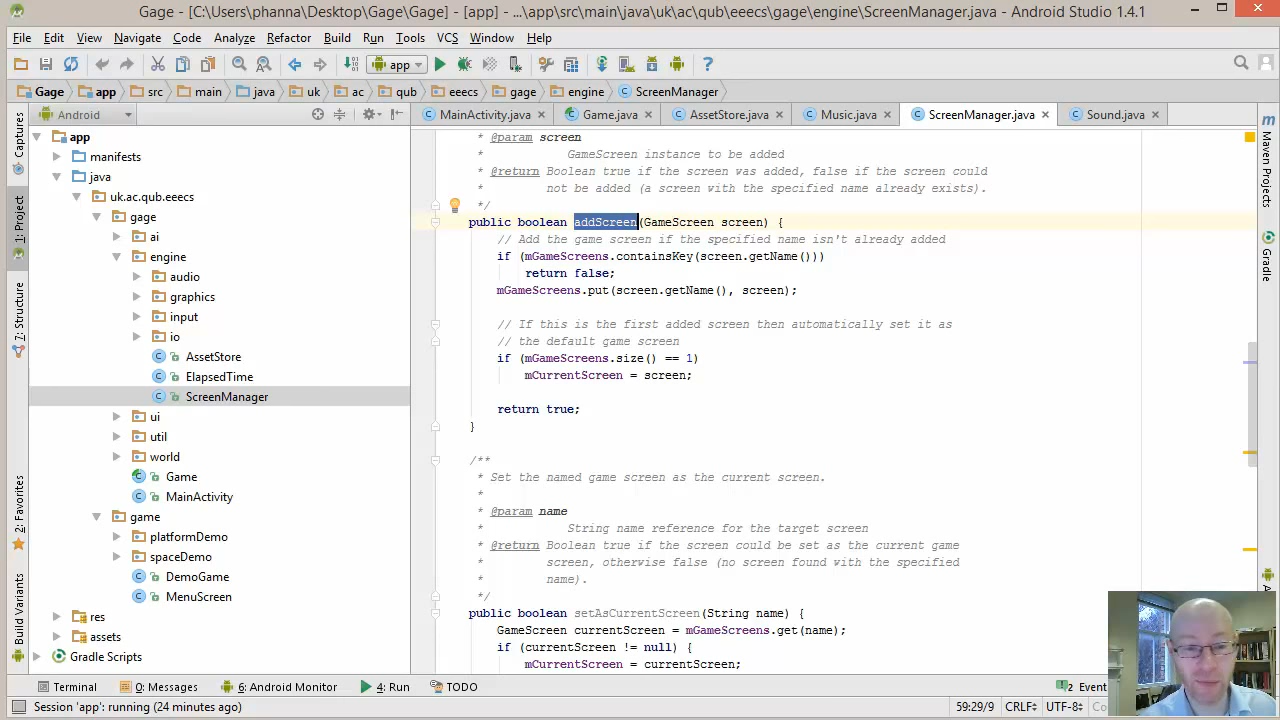 Gage - [C:\Users\phanna\Desktop\Gage\Gage] - [app] - ...\app\src\main\java\uk\ac\qub\eeecs\gage\engine\ScreenManager.java - Android Studio 1.4.1
File Edit View Navigate Code Analyze Refactor Build Run Tools VCS Window Help
app
Gage app src main java uk ac qub eeecs gage engine ScreenManager.java
Android
MainActivity.java Game.java AssetStore.java Music.java ScreenManager.java Sound.java
Captures
1: Project
7: Structure
2: Favorites
Build Variants
app
manifests
java
uk.ac.qub.eeecs
gage
ai
engine
audio
graphics
input
io
AssetStore
ElapsedTime
ScreenManager
ui
util
world
Game
MainActivity
game
platformDemo
spaceDemo
DemoGame
MenuScreen
res
assets
Gradle Scripts
* @param screen
* GameScreen instance to be added
* @return Boolean true if the screen was added, false if the screen could
* not be added (a screen with the specified name already exists).
*/
public boolean addScreen(GameScreen screen) {
// Add the game screen if the specified name isn't already added
if (mGameScreens.containsKey(screen.getName()))
return false;
mGameScreens.put(screen.getName(), screen);
// If this is the first added screen then automatically set it as
// the default game screen
if (mGameScreens.size() == 1)
mCurrentScreen = screen;
return true;
}
/**
* Set the named game screen as the current screen.
*
* @param name
* String name reference for the target screen
* @return Boolean true if the screen could be set as the current game
* screen, otherwise false (no screen found with the specified
* name).
*/
public boolean setAsCurrentScreen(String name) {
GameScreen currentScreen = mGameScreens.get(name);
if (currentScreen != null) {
mCurrentScreen = currentScreen;
m
Maven Projects
Gradle
Terminal 0: Messages 6: Android Monitor 4: Run TODO 2 Event
Session 'app': running (24 minutes ago) 59:29/9 CRLF UTF-8